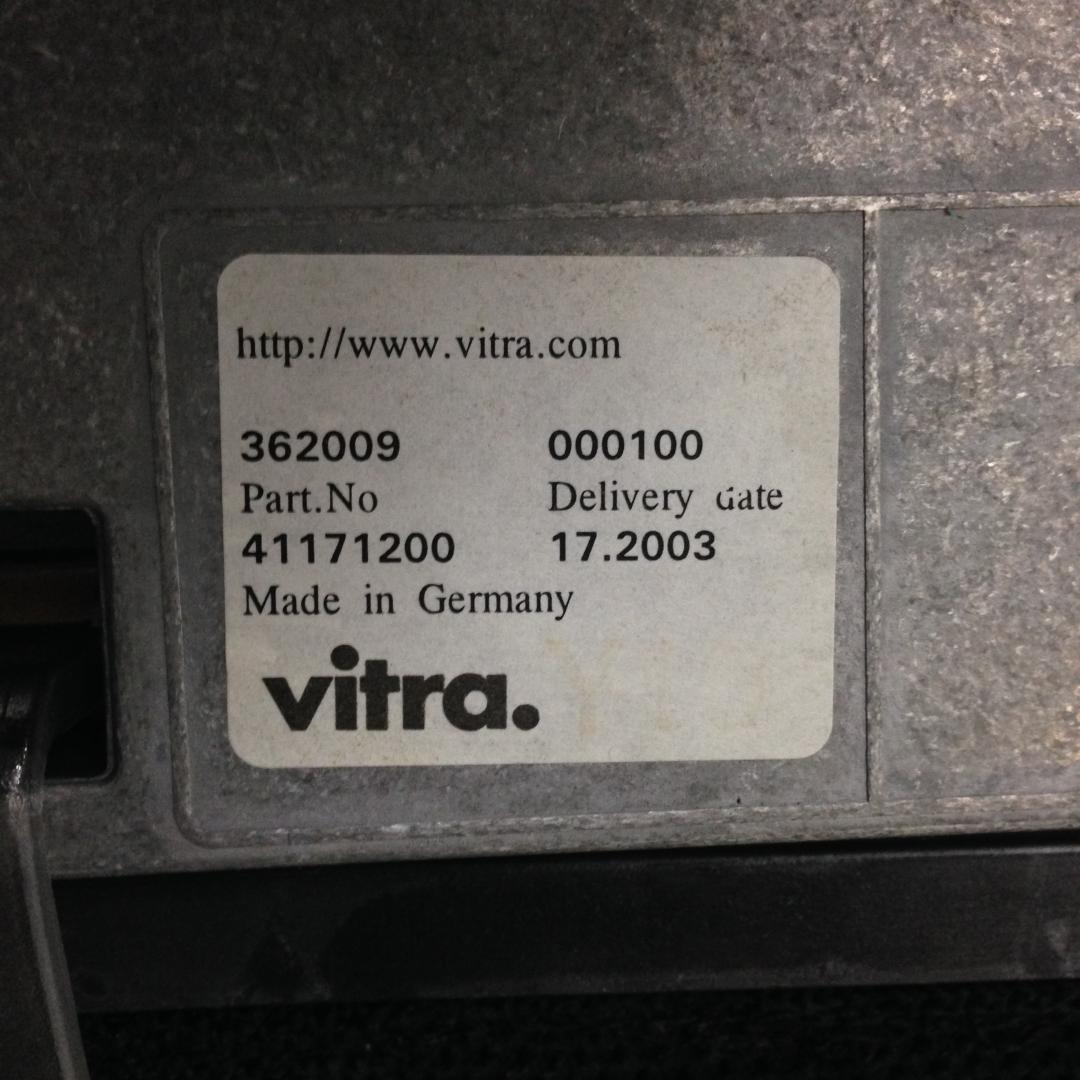 http://www.vitra.com
362009 000100
Part.No Delivery date
41171200 17.2003
Made in Germany
vitra.